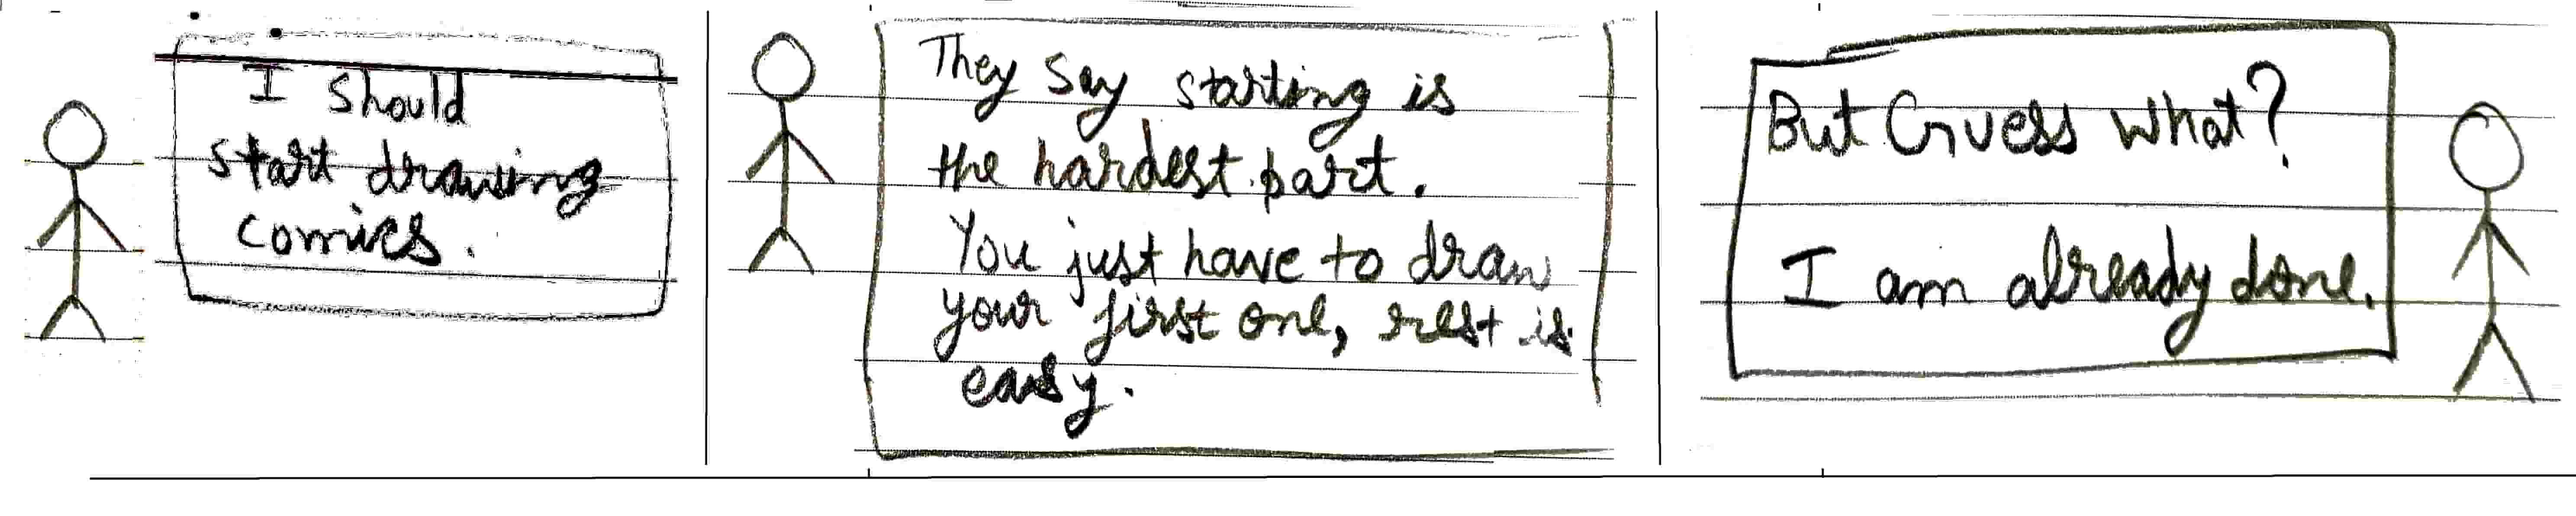 I should
start drawing
comics.
They say starting is
the hardest part.
You just have to draw
your first one, rest is
easy.
But Guess what?
I am already done.